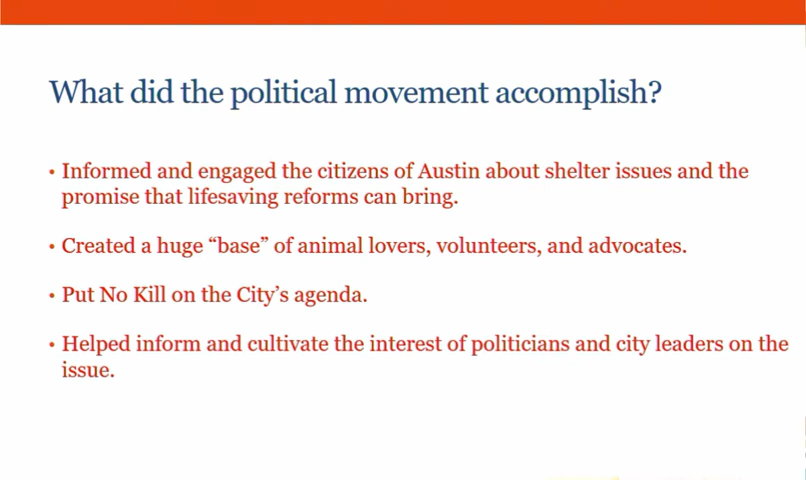 What did the political movement accomplish?
• Informed and engaged the citizens of Austin about shelter issues and the
promise that lifesaving reforms can bring.
• Created a huge “base” of animal lovers, volunteers, and advocates.
• Put No Kill on the City’s agenda.
• Helped inform and cultivate the interest of politicians and city leaders on the
issue.